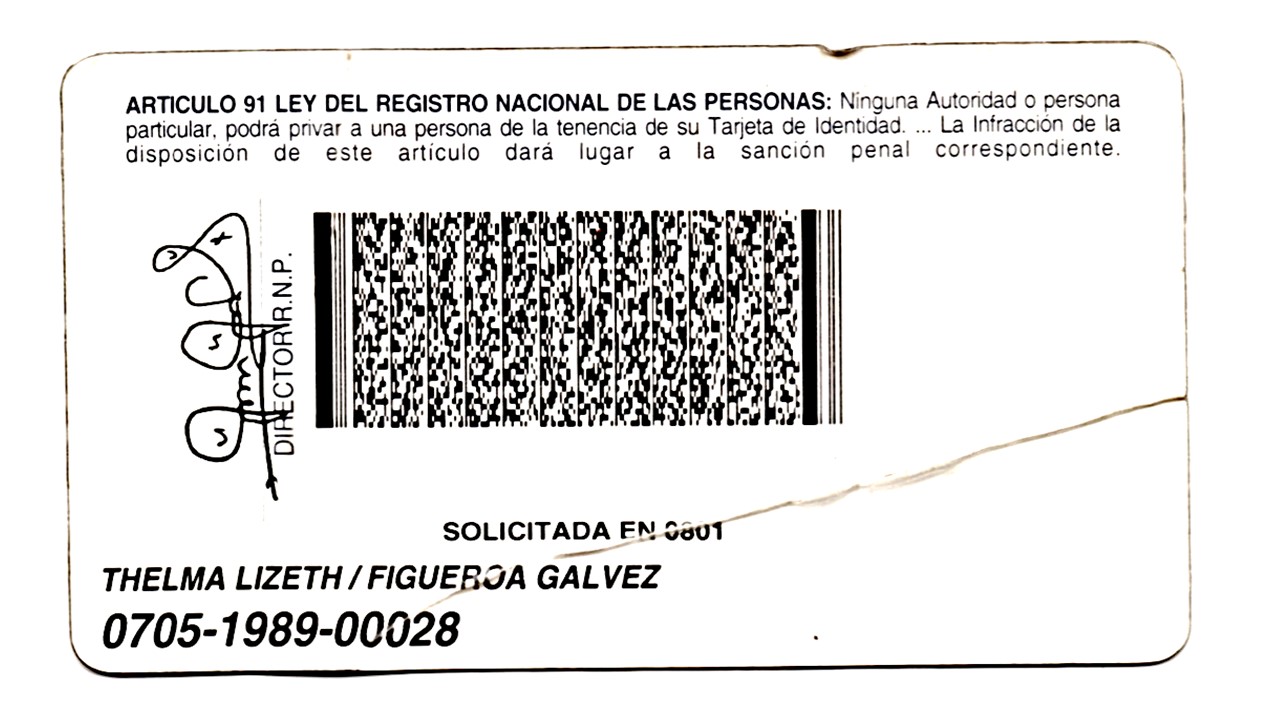 ARTICULO 91 LEY DEL REGISTRO NACIONAL DE LAS PERSONAS: Ninguna Autoridad o persona
particular, podrá privar a una persona de la tenencia de su Tarjeta de Identidad. ... La Infracción de la
disposición de este artículo dará lugar a la sanción penal correspondiente.
DIRECTOR R.N.P.
SOLICITADA EN 0801
THELMA LIZETH / FIGUEROA GALVEZ
0705-1989-00028